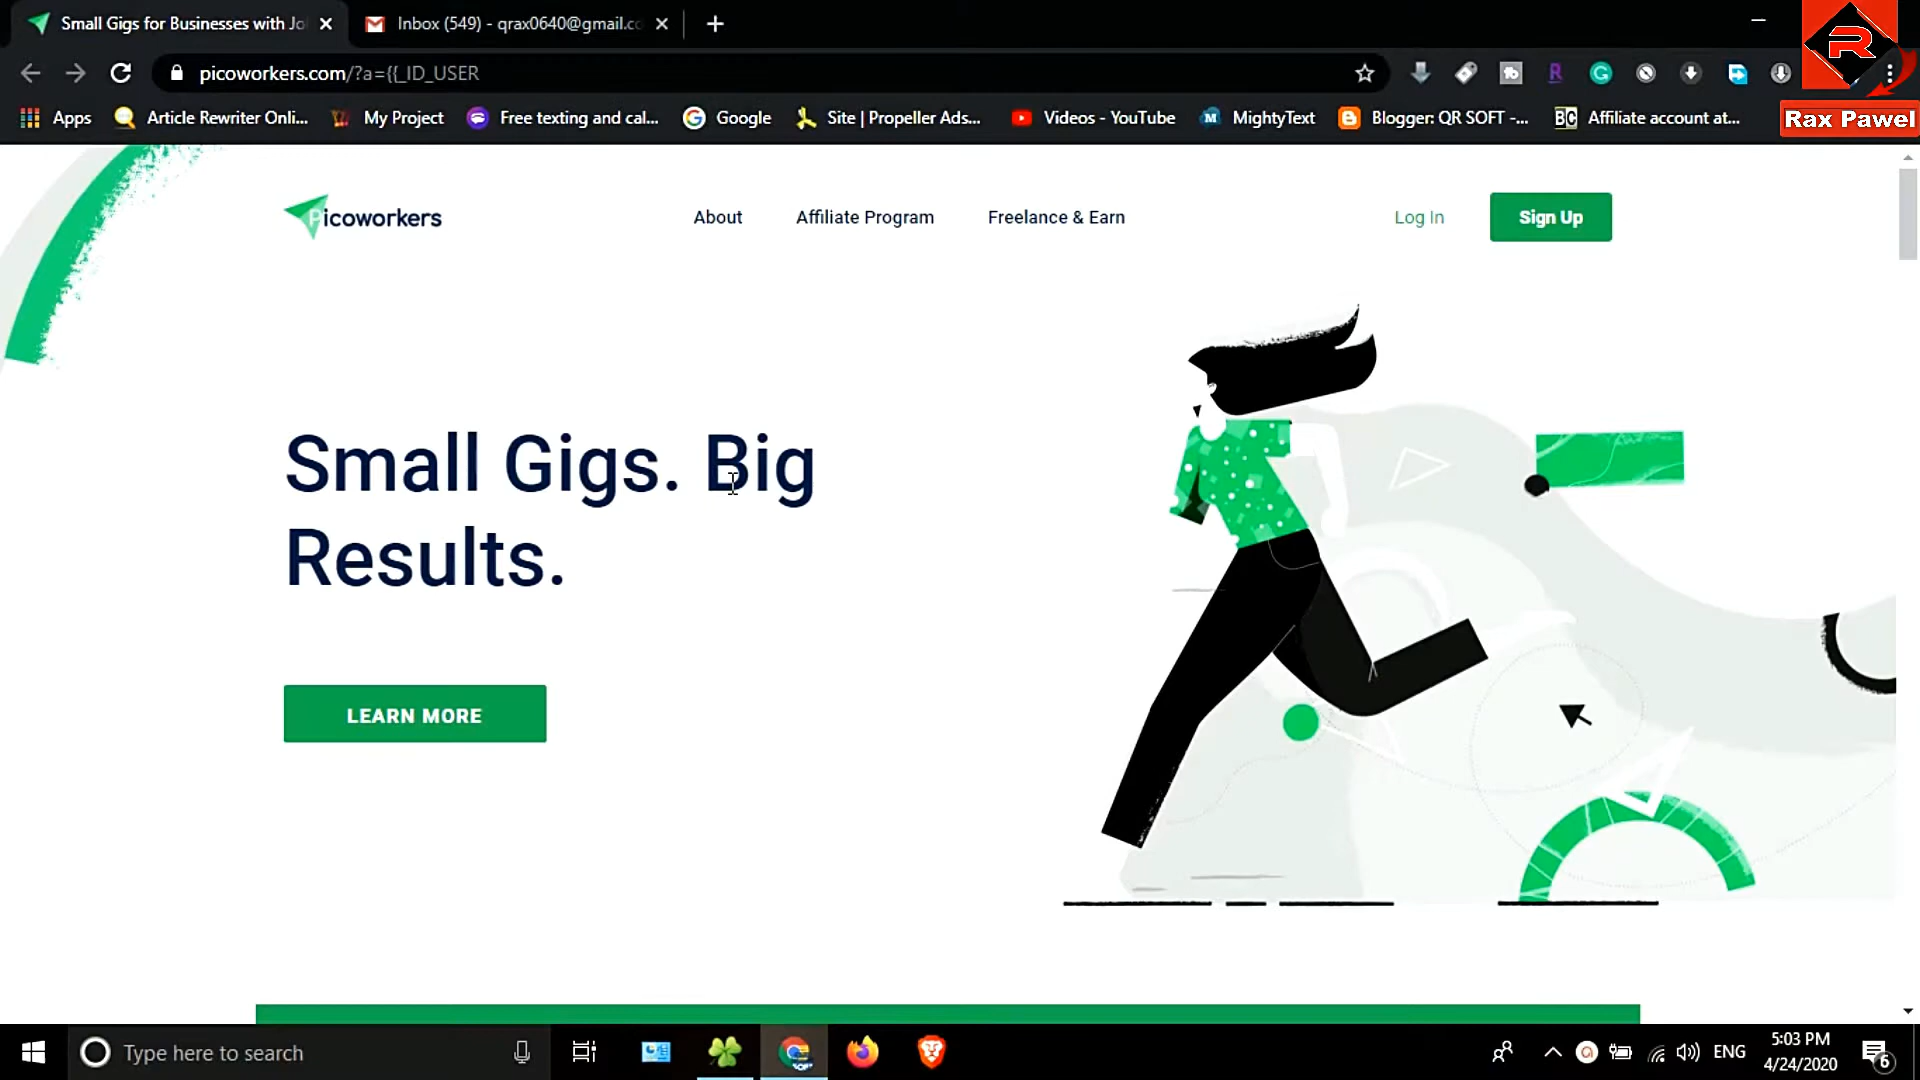 Small Gigs for Businesses with Jo
Inbox (549) - qrax0640@gmail.co
picoworkers.com/?a={{_ID_USER
Apps
Article Rewriter Onli...
My Project
Free texting and cal...
Google
Site | Propeller Ads...
Videos - YouTube
MightyText
Blogger: QR SOFT -...
Affiliate account at...
Rax Pawel
Picoworkers
About
Affiliate Program
Freelance & Earn
Log In
Sign Up
Small Gigs. Big
Results.
LEARN MORE
Type here to search
ENG
5:03 PM
4/24/2020
6